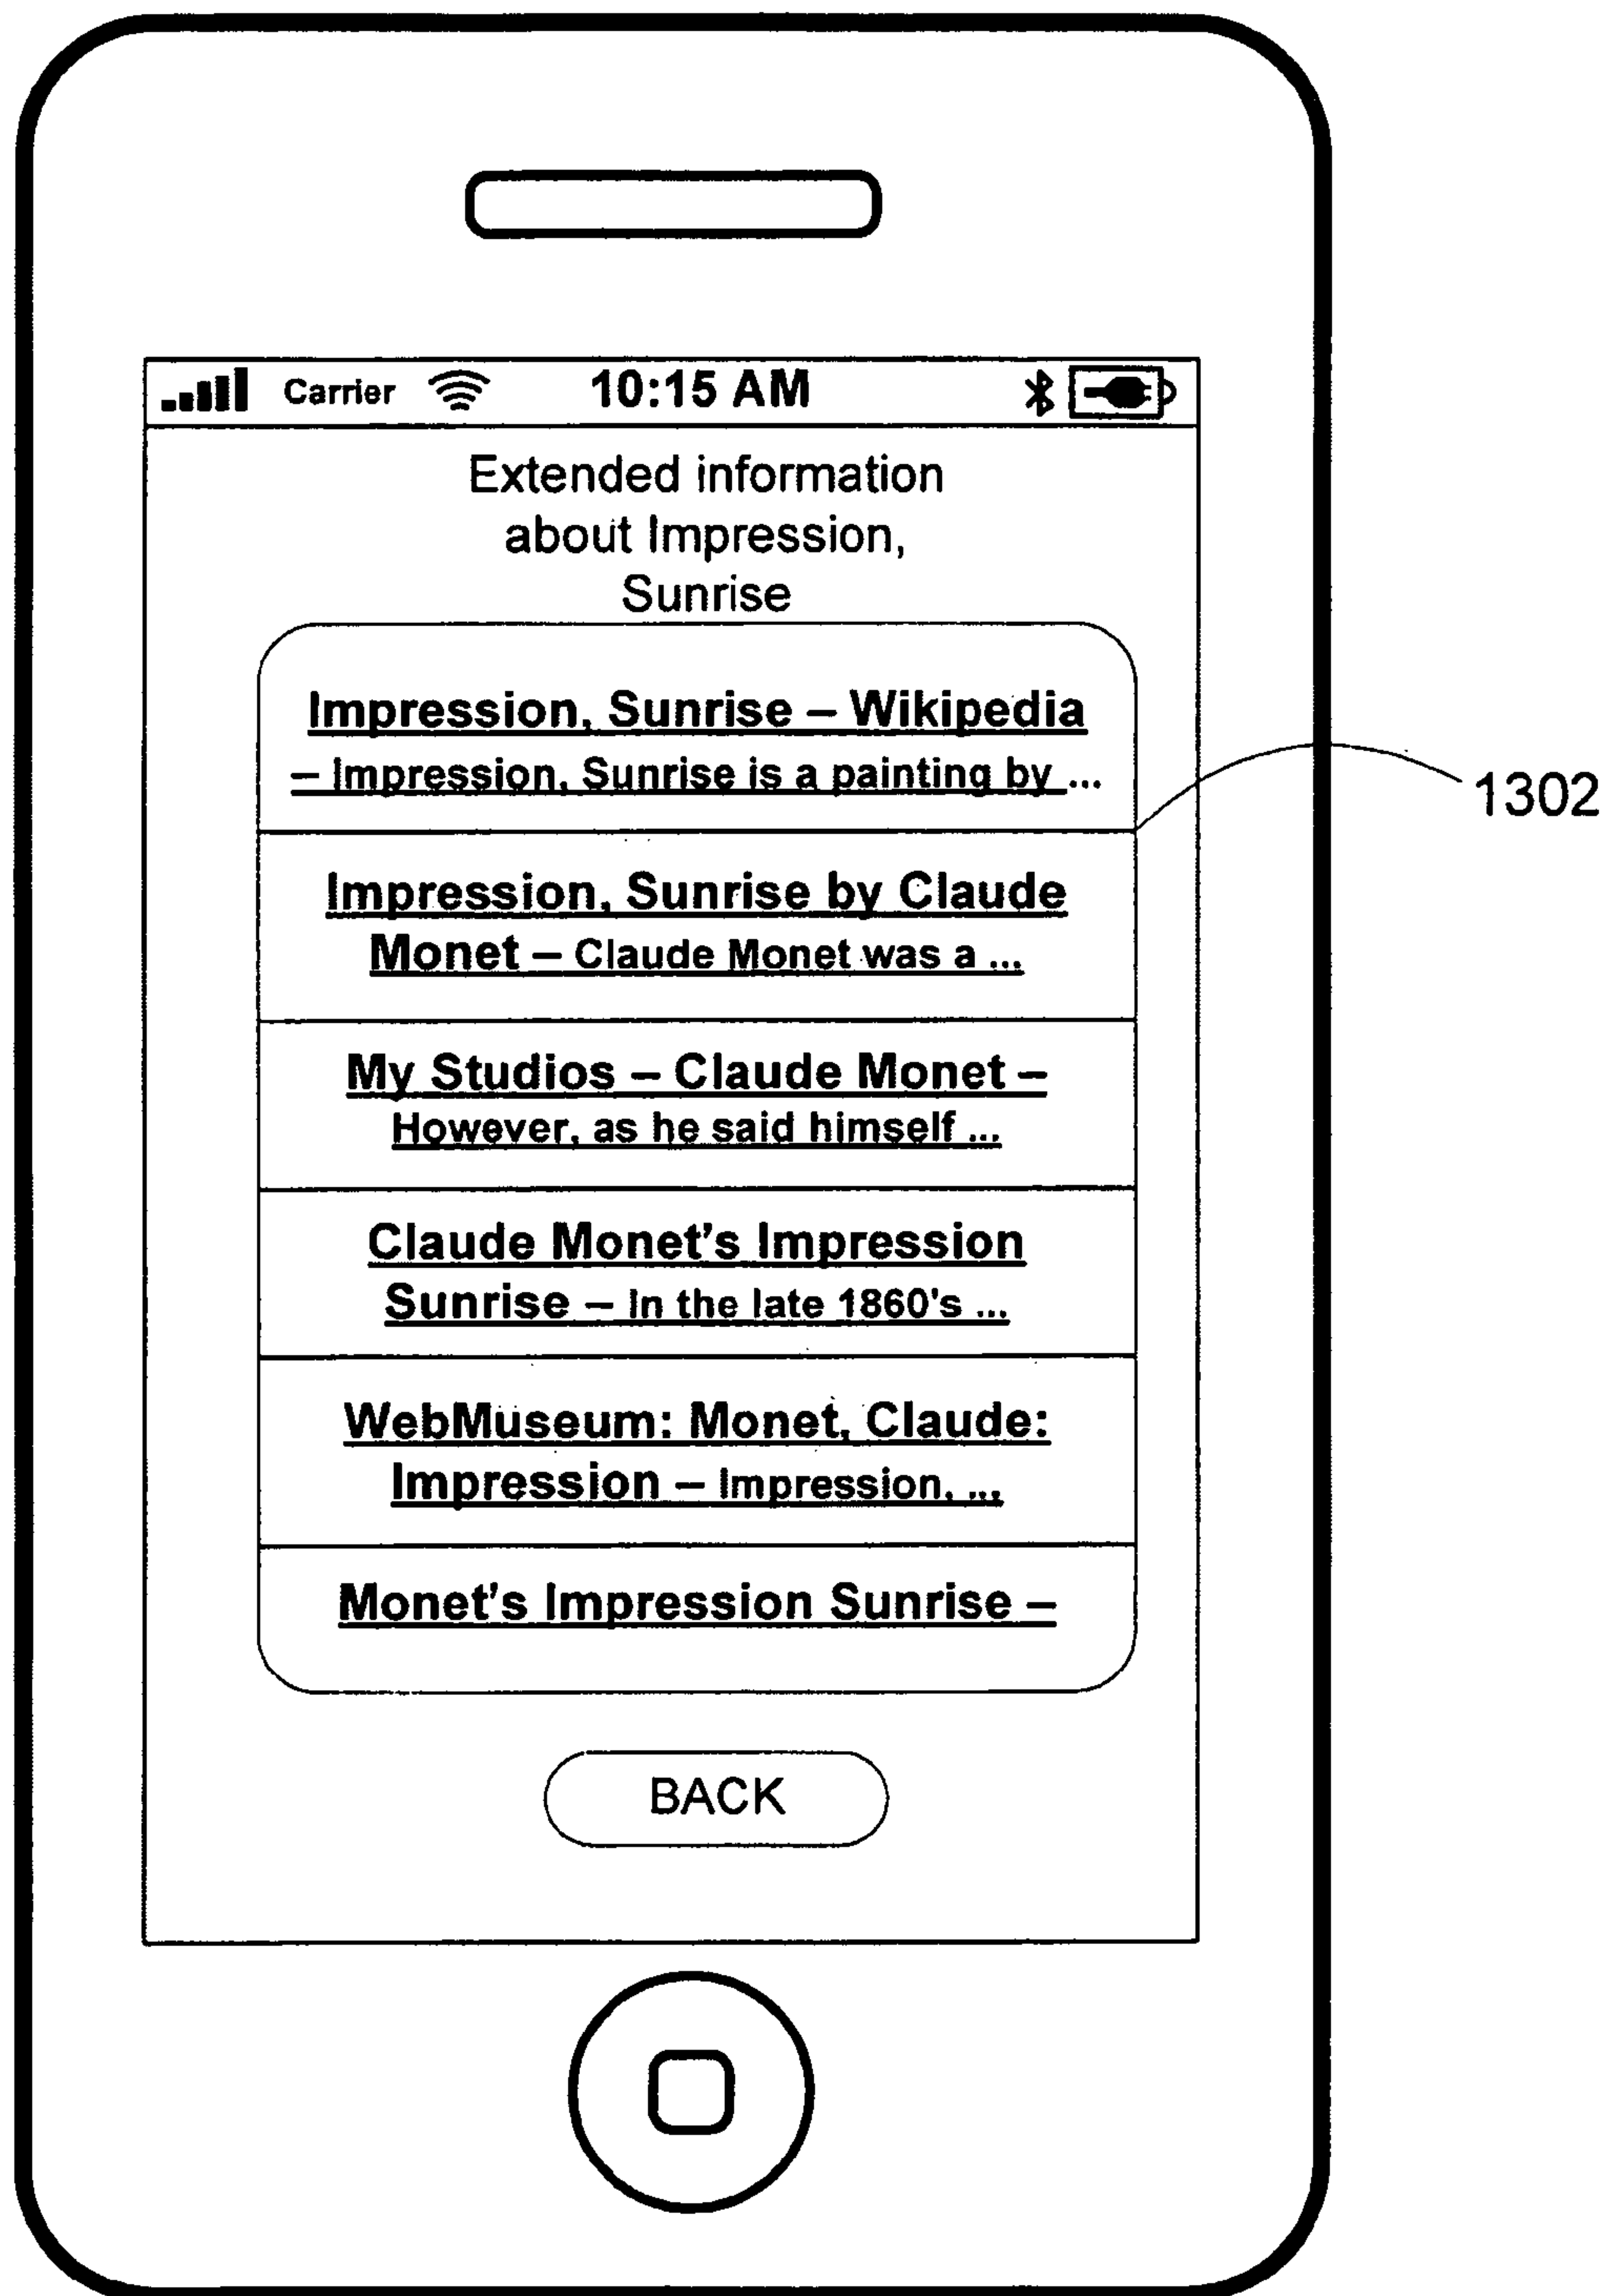 Carrier 10:15 AM
Extended information
about Impression,
Sunrise
Impression, Sunrise – Wikipedia
– Impression, Sunrise is a painting by ...
1302
Impression, Sunrise by Claude
Monet – Claude Monet was a ...
My Studios – Claude Monet –
However, as he said himself ...
Claude Monet's Impression
Sunrise – In the late 1860's ...
WebMuseum: Monet, Claude:
Impression – Impression, ...
Monet's Impression Sunrise –
BACK